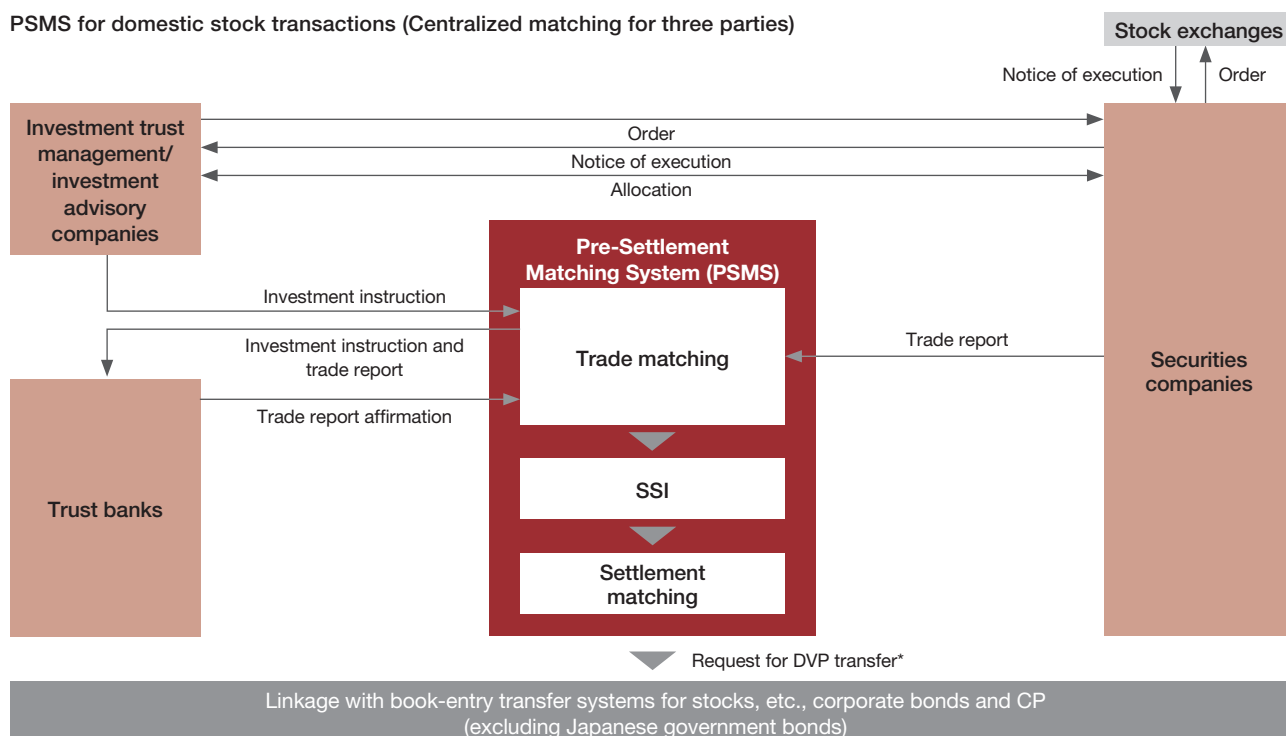 PSMS for domestic stock transactions (Centralized matching for three parties)
Stock exchanges
Notice of execution
Order
Investment trust
management/
investment
advisory
companies
Order
Notice of execution
Allocation
Pre-Settlement
Matching System (PSMS)
Investment instruction
Investment instruction and
trade report
Trade matching
Trade report
Securities
companies
Trade report affirmation
Trust banks
SSI
Settlement
matching
Request for DVP transfer*
Linkage with book-entry transfer systems for stocks, etc., corporate bonds and CP
(excluding Japanese government bonds)